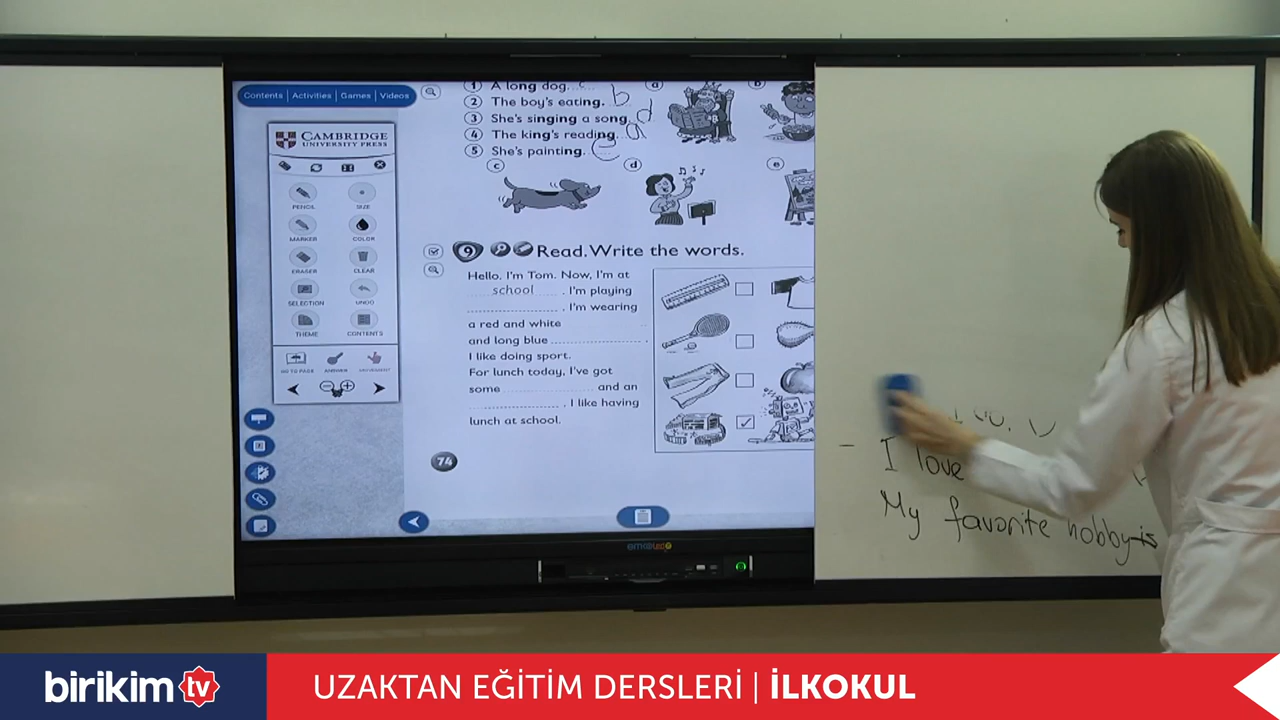 Contents | Activities | Games | Videos
CAMBRIDGE
UNIVERSITY PRESS
PENCIL
SIZE
MARKER
COLOR
ERASER
CLEAR
SELECTION
UNDO
THEME
CONTENTS
GO TO PAGE
ANSWER
1 A long dog. c
a
b
2 The boy's eating. b
3 She's singing a song. d
4 The king's reading. a
5 She's painting. e
c
d
e
9 Read. Write the words.
Hello. I'm Tom. Now, I'm at
school. I'm playing
. I'm wearing
a red and white
and long blue .
I like doing sport.
For lunch today, I've got
some and an
. I like having
lunch at school.
74
- I love
My favorite hobby is
birikim tv
UZAKTAN EĞİTİM DERSLERİ | İLKOKUL